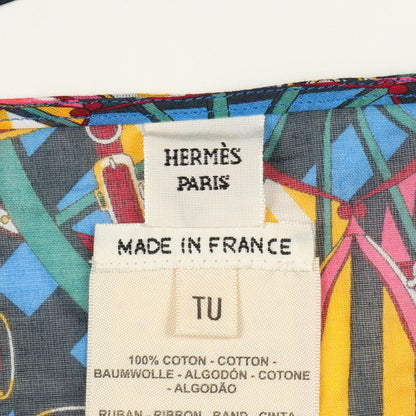 HERMÈS
PARIS
MADE IN FRANCE
TU
100% COTON - COTTON -
BAUMWOLLE - ALGODÓN - COTONE
- ALGODÃO
RUBAN - RIBBON - BAND - CINTA